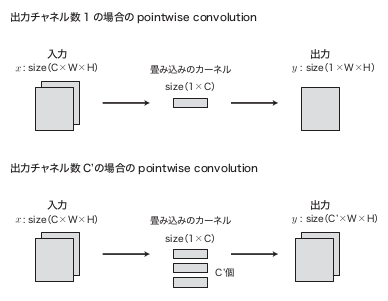 出力チャネル数 1 の場合の pointwise convolution
入力
x : size(C×W×H)
畳み込みのカーネル
size(1×C)
出力
y : size(1×W×H)
出力チャネル数 C'の場合の pointwise convolution
入力
x : size(C×W×H)
畳み込みのカーネル
size(1×C)
C'個
出力
y : size(C'×W×H)